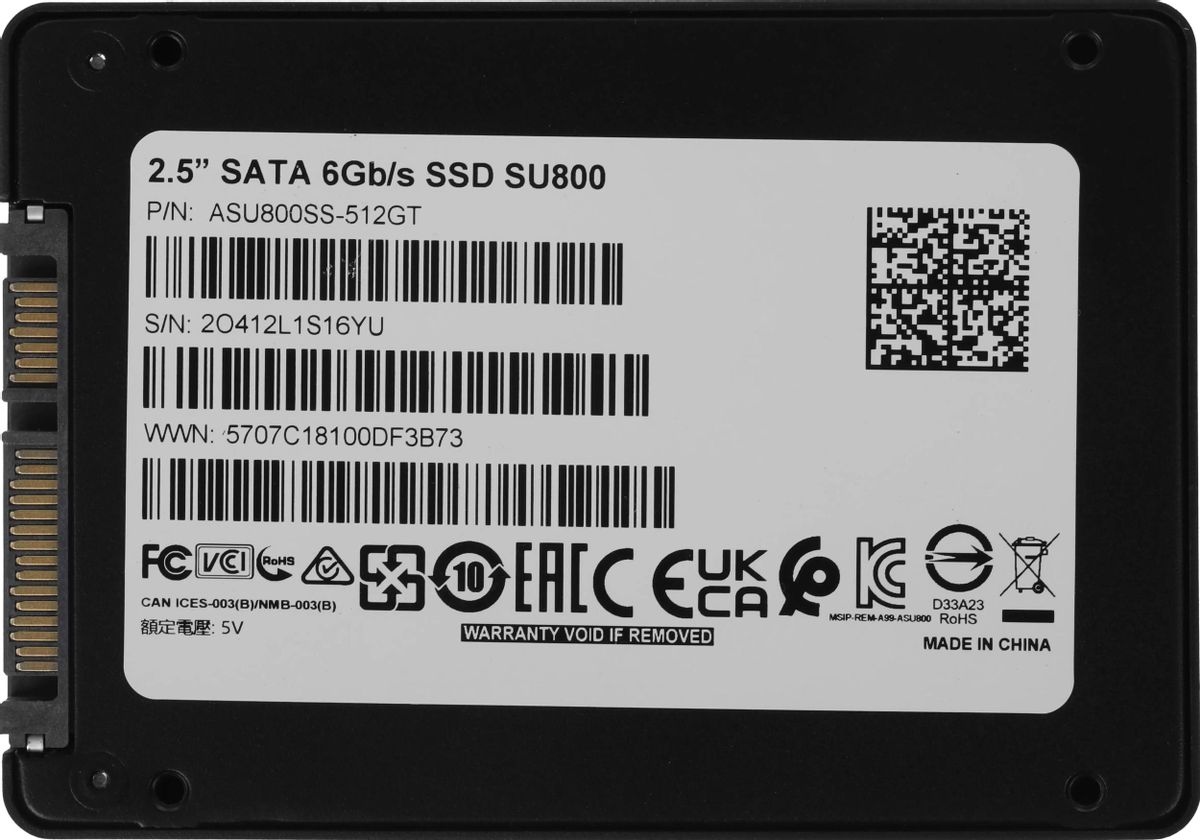 2.5” SATA 6Gb/s SSD SU800
P/N: ASU800SS-512GT
S/N: 2O412L1S16YU
WWN: 5707C18100DF3B73
FC VCI RoHS 10 EAC CE UK CA KC
CAN ICES-003(B)/NMB-003(B)
MSIP-REM-A99-ASU800
D33A23
RoHS
額定電壓: 5V
WARRANTY VOID IF REMOVED
MADE IN CHINA